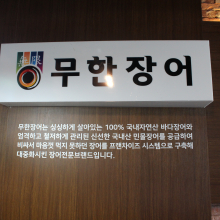 무한장어
무한장어는 싱싱하게 살아있는 100% 국내자연산 바다장어와
엄격하고 철저하게 관리된 신선한 국내산 민물장어를 공급하여
비싸서 마음껏 먹지 못하던 장어를 프랜차이즈 시스템으로 구축해
대중화시킨 장어전문브랜드입니다.